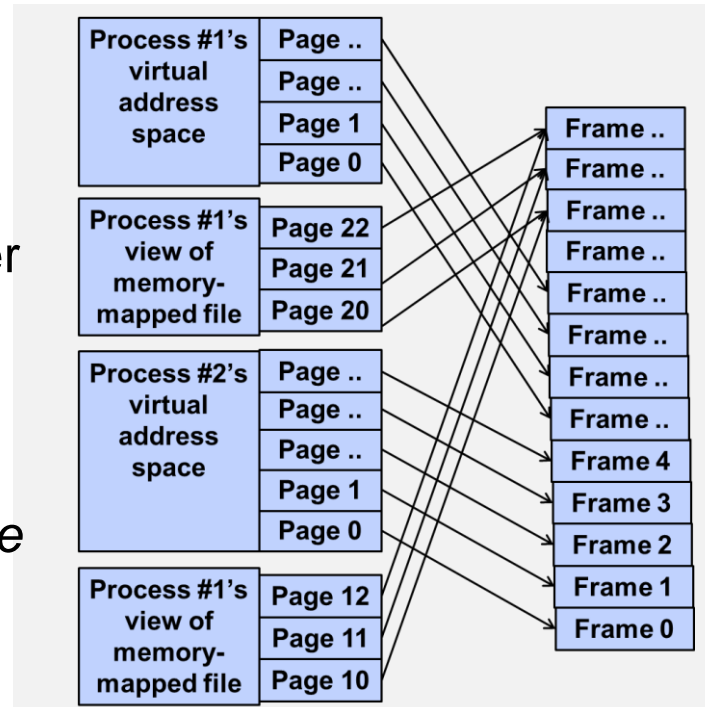 Process #1's
virtual
address
space
Page ..
Page ..
Page 1
Page 0
Process #1's
view of
memory-
mapped file
Page 22
Page 21
Page 20
Process #2's
virtual
address
space
Page ..
Page ..
Page ..
Page 1
Page 0
Process #1's
view of
memory-
mapped file
Page 12
Page 11
Page 10
Frame ..
Frame ..
Frame ..
Frame ..
Frame ..
Frame ..
Frame ..
Frame ..
Frame 4
Frame 3
Frame 2
Frame 1
Frame 0
er
e